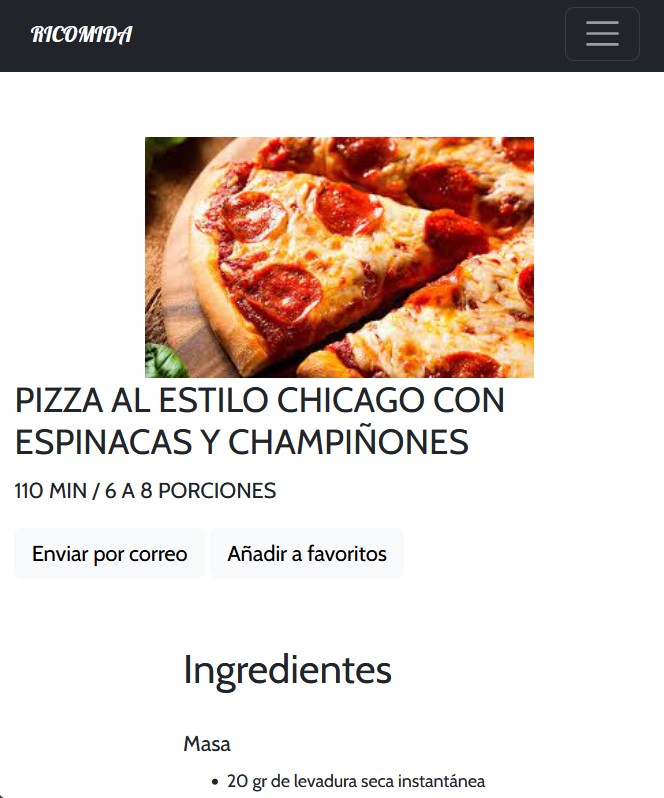 RICOMIDA
PIZZA AL ESTILO CHICAGO CON
ESPINACAS Y CHAMPIÑONES
110 MIN / 6 A 8 PORCIONES
Enviar por correo
Añadir a favoritos
Ingredientes
Masa
20 gr de levadura seca instantánea